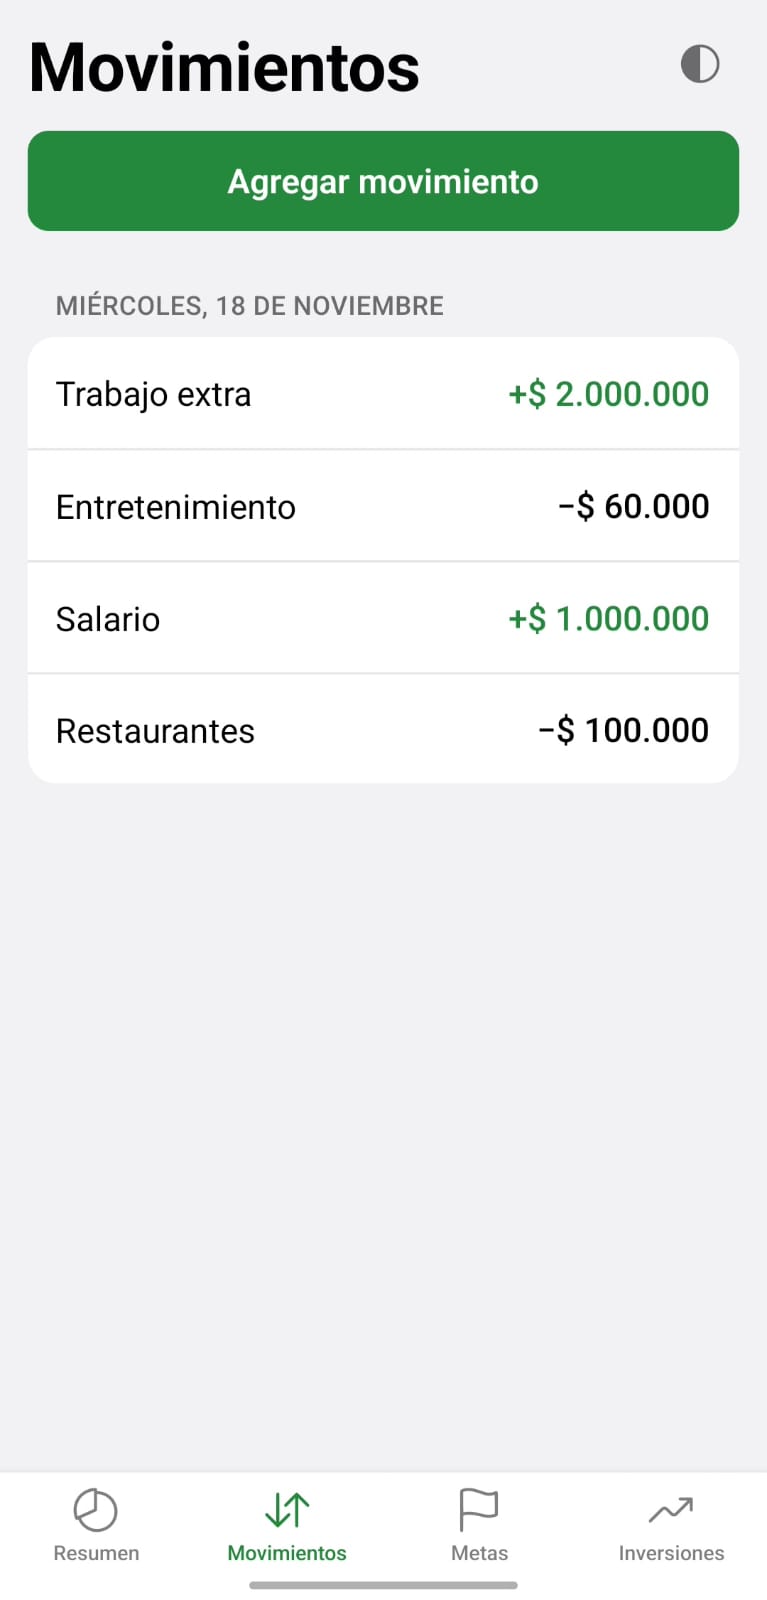 Movimientos
Agregar movimiento
MIÉRCOLES, 18 DE NOVIEMBRE
Trabajo extra +$ 2.000.000
Entretenimiento −$ 60.000
Salario +$ 1.000.000
Restaurantes −$ 100.000
Resumen Movimientos Metas Inversiones